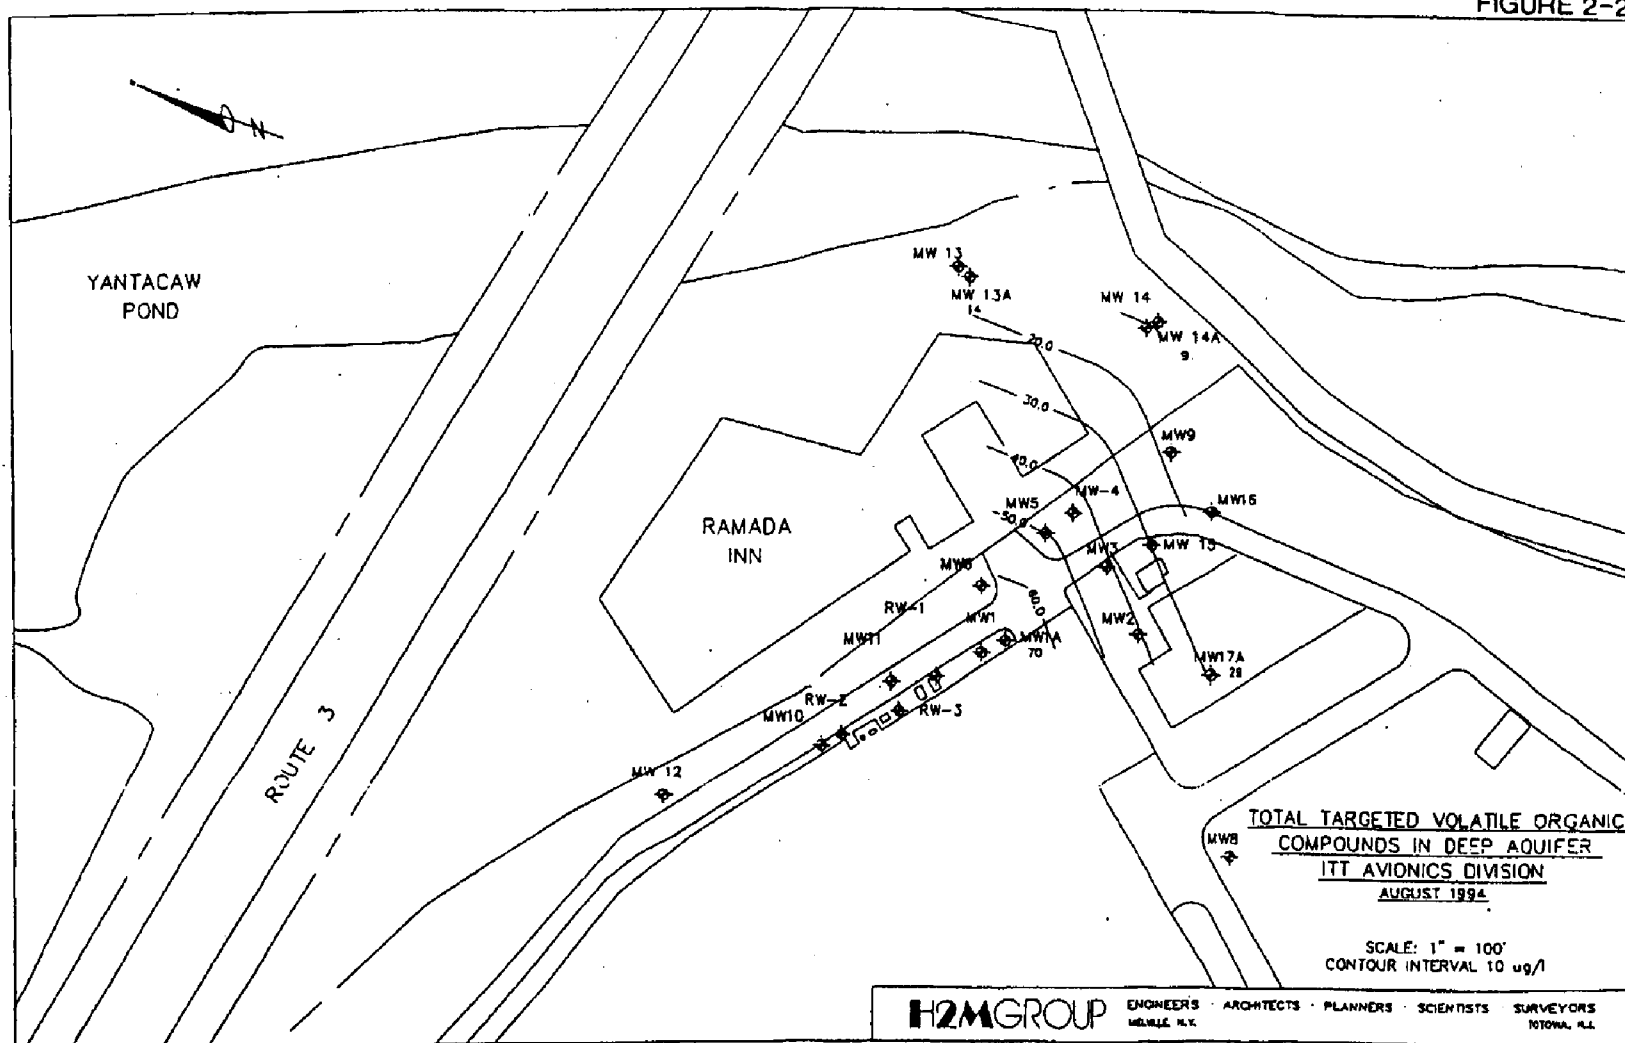 FIGURE 2-2
N
YANTACAW
POND
ROUTE 3
RAMADA
INN
MW 13
MW 13A
14
MW 14
MW 14A
9
20.0
30.0
40.0
50.0
60.0
MW9
MW-4
MW5
MW16
MW 15
MW3
MW6
RW-1
MW1
MW11
MW2
MW1A
70
MW17A
28
RW-2
MW10
RW-3
MW 12
MW8
TOTAL TARGETED VOLATILE ORGANIC
COMPOUNDS IN DEEP AQUIFER
ITT AVIONICS DIVISION
AUGUST 1994
SCALE: 1" = 100'
CONTOUR INTERVAL 10 ug/l
H2MGROUP
ENGINEERS · ARCHITECTS · PLANNERS · SCIENTISTS · SURVEYORS
MELVILLE, N.Y.
TOTOWA, N.J.